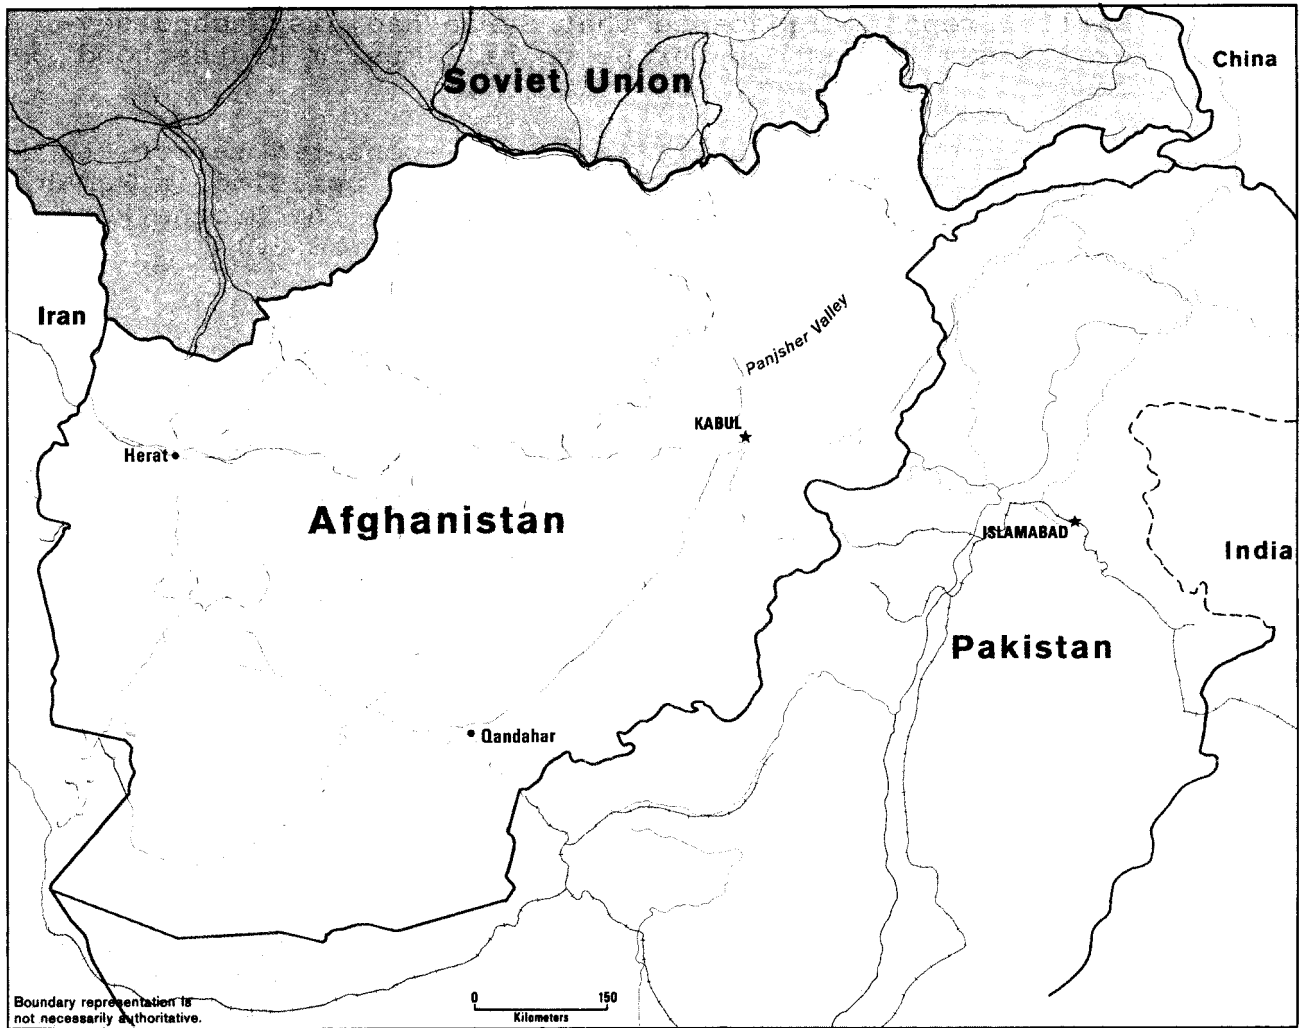 Soviet Union
China
Iran
Panjsher Valley
KABUL
Herat
Afghanistan
ISLAMABAD
India
Pakistan
Qandahar
Boundary representation is
not necessarily authoritative.
0 150
Kilometers